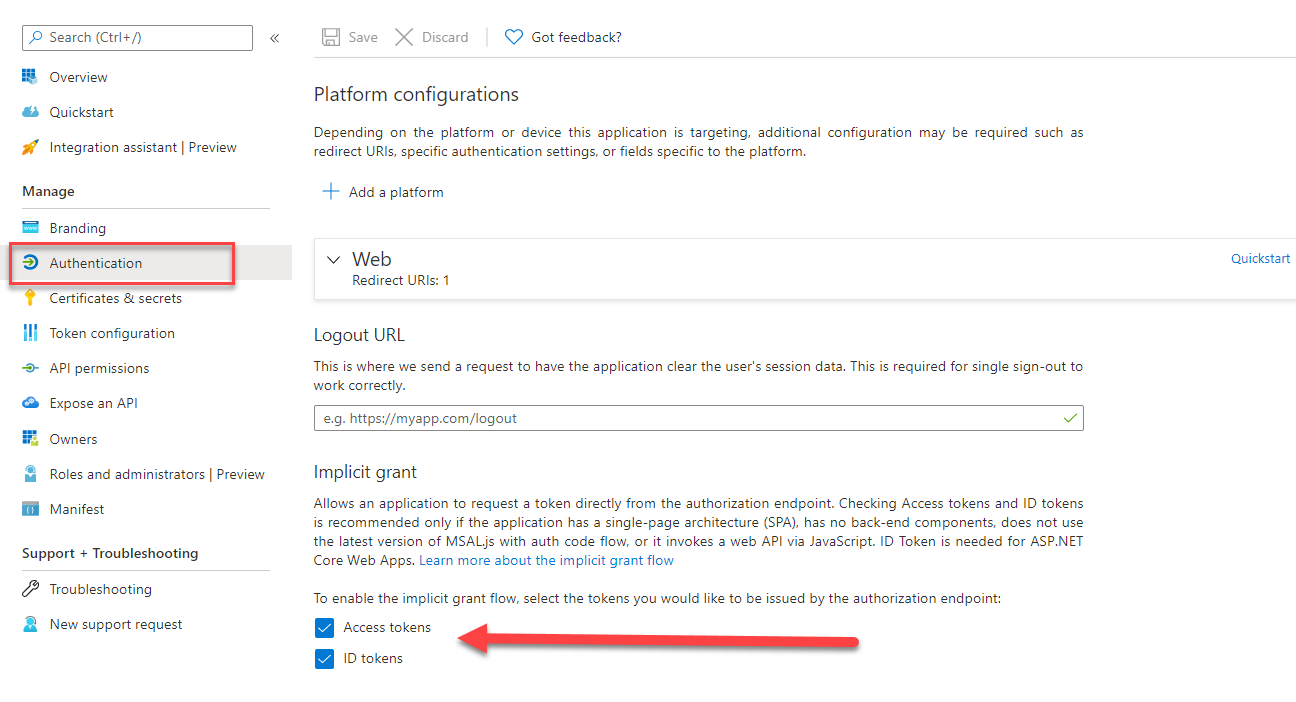 Search (Ctrl+/)
«
Overview
Quickstart
Integration assistant | Preview
Manage
Branding
Authentication
Certificates & secrets
Token configuration
API permissions
Expose an API
Owners
Roles and administrators | Preview
Manifest
Support + Troubleshooting
Troubleshooting
New support request
Save Discard Got feedback?
Platform configurations
Depending on the platform or device this application is targeting, additional configuration may be required such as
redirect URIs, specific authentication settings, or fields specific to the platform.
Add a platform
Web Quickstart
Redirect URIs: 1
Logout URL
This is where we send a request to have the application clear the user's session data. This is required for single sign-out to
work correctly.
e.g. https://myapp.com/logout
Implicit grant
Allows an application to request a token directly from the authorization endpoint. Checking Access tokens and ID tokens
is recommended only if the application has a single-page architecture (SPA), has no back-end components, does not use
the latest version of MSAL.js with auth code flow, or it invokes a web API via JavaScript. ID Token is needed for ASP.NET
Core Web Apps. Learn more about the implicit grant flow
To enable the implicit grant flow, select the tokens you would like to be issued by the authorization endpoint:
Access tokens
ID tokens